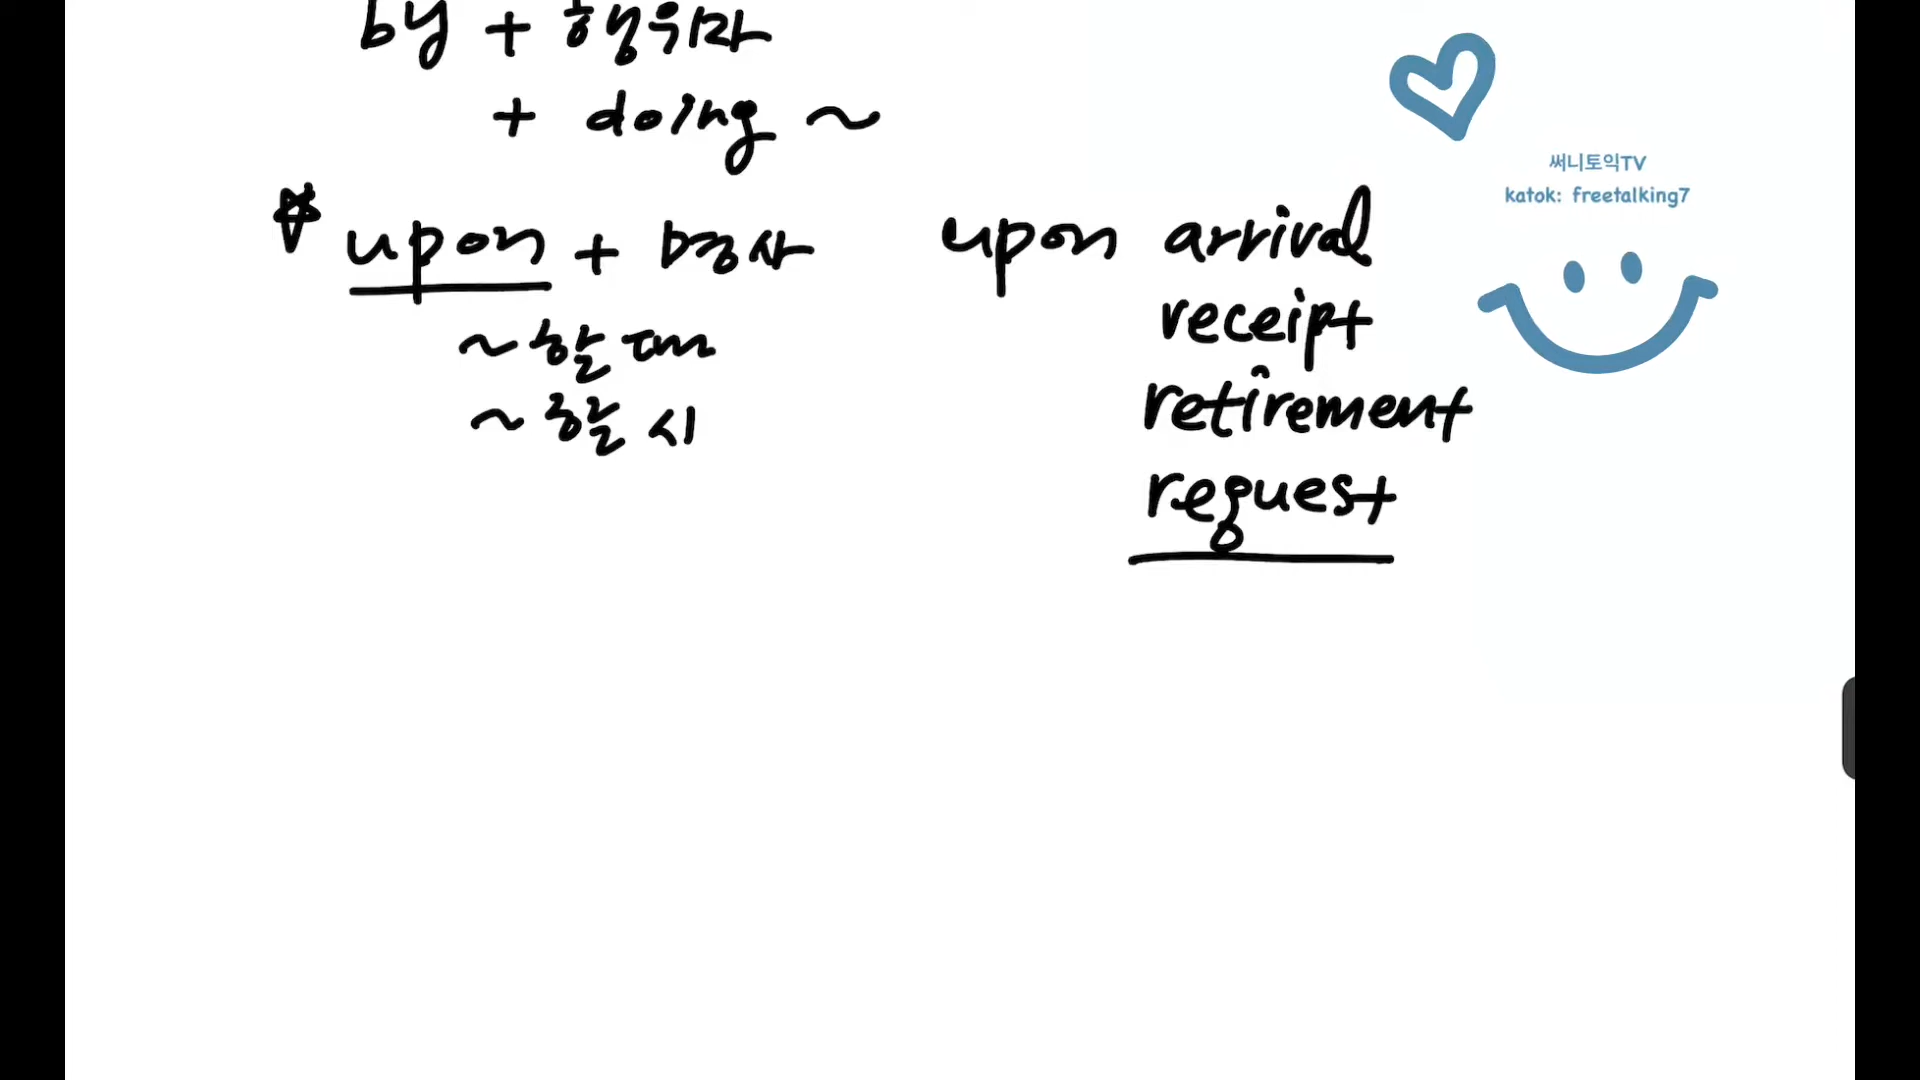 by + 행위자
+ doing ~
써니토익TV
katok: freetalking7
☆ upon + 명사
~할 때
~할 시
upon arrival
receipt
retirement
request